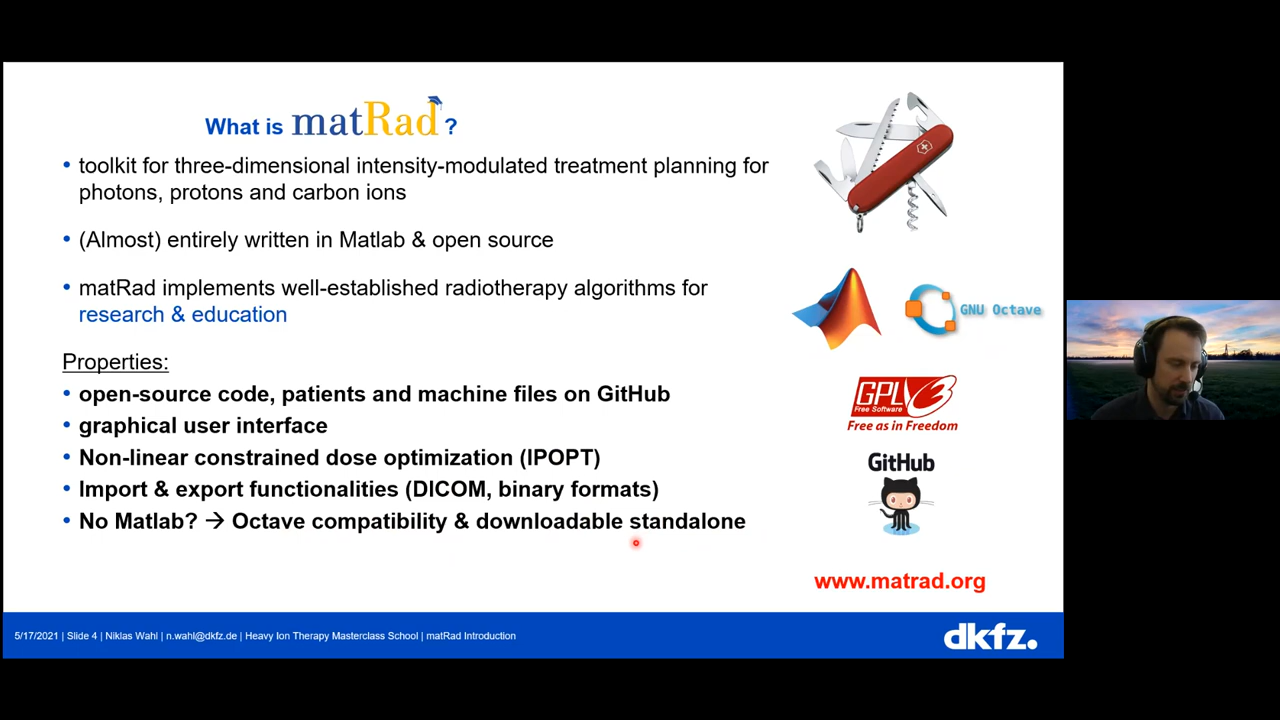 What is matRad ?
• toolkit for three-dimensional intensity-modulated treatment planning for
photons, protons and carbon ions
• (Almost) entirely written in Matlab & open source
• matRad implements well-established radiotherapy algorithms for
research & education
Properties:
• open-source code, patients and machine files on GitHub
• graphical user interface
• Non-linear constrained dose optimization (IPOPT)
• Import & export functionalities (DICOM, binary formats)
• No Matlab? → Octave compatibility & downloadable standalone
GNU Octave
GPLv3
Free Software
Free as in Freedom
GitHub
www.matrad.org
5/17/2021 | Slide 4 | Niklas Wahl | n.wahl@dkfz.de | Heavy Ion Therapy Masterclass School | matRad Introduction
dkfz.